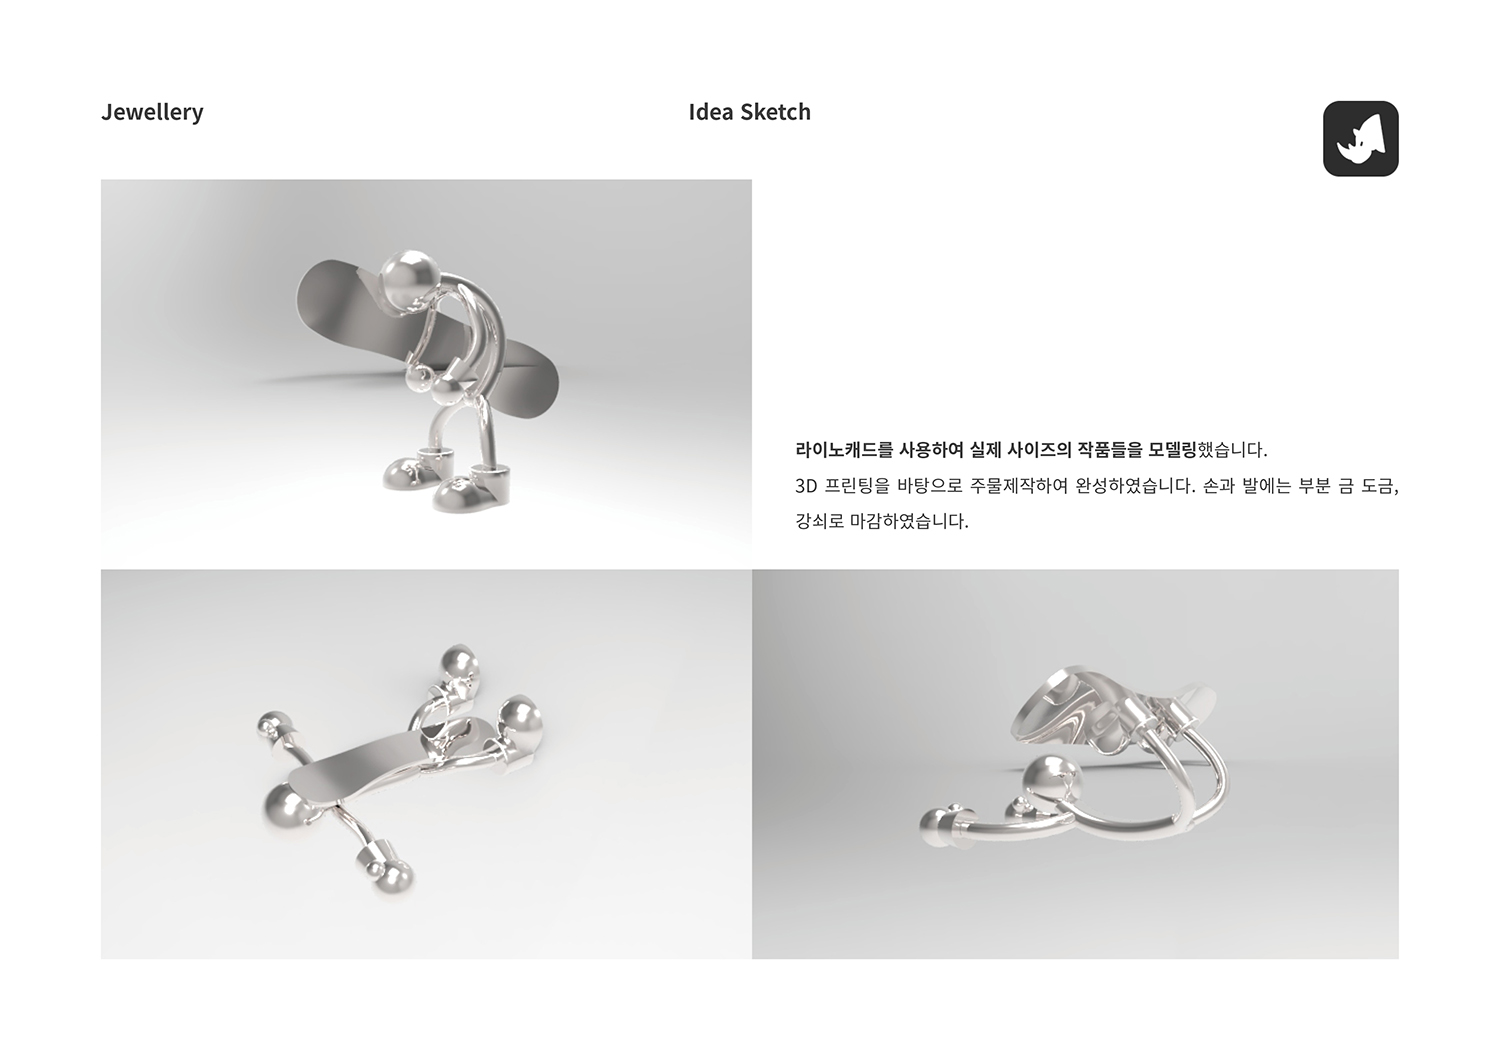 Jewellery
Idea Sketch
라이노캐드를 사용하여 실제 사이즈의 작품들을 모델링했습니다.
3D 프린팅을 바탕으로 주물제작하여 완성하였습니다. 손과 발에는 부분 금 도금,
강쇠로 마감하였습니다.